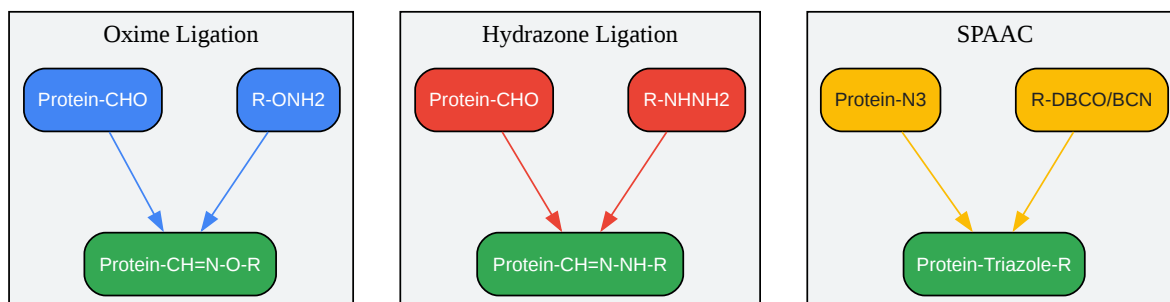 Oxime Ligation
Protein-CHO
R-ONH2
Protein-CH=N-O-R
Hydrazone Ligation
Protein-CHO
R-NHNH2
Protein-CH=N-NH-R
SPAAC
Protein-N3
R-DBCO/BCN
Protein-Triazole-R